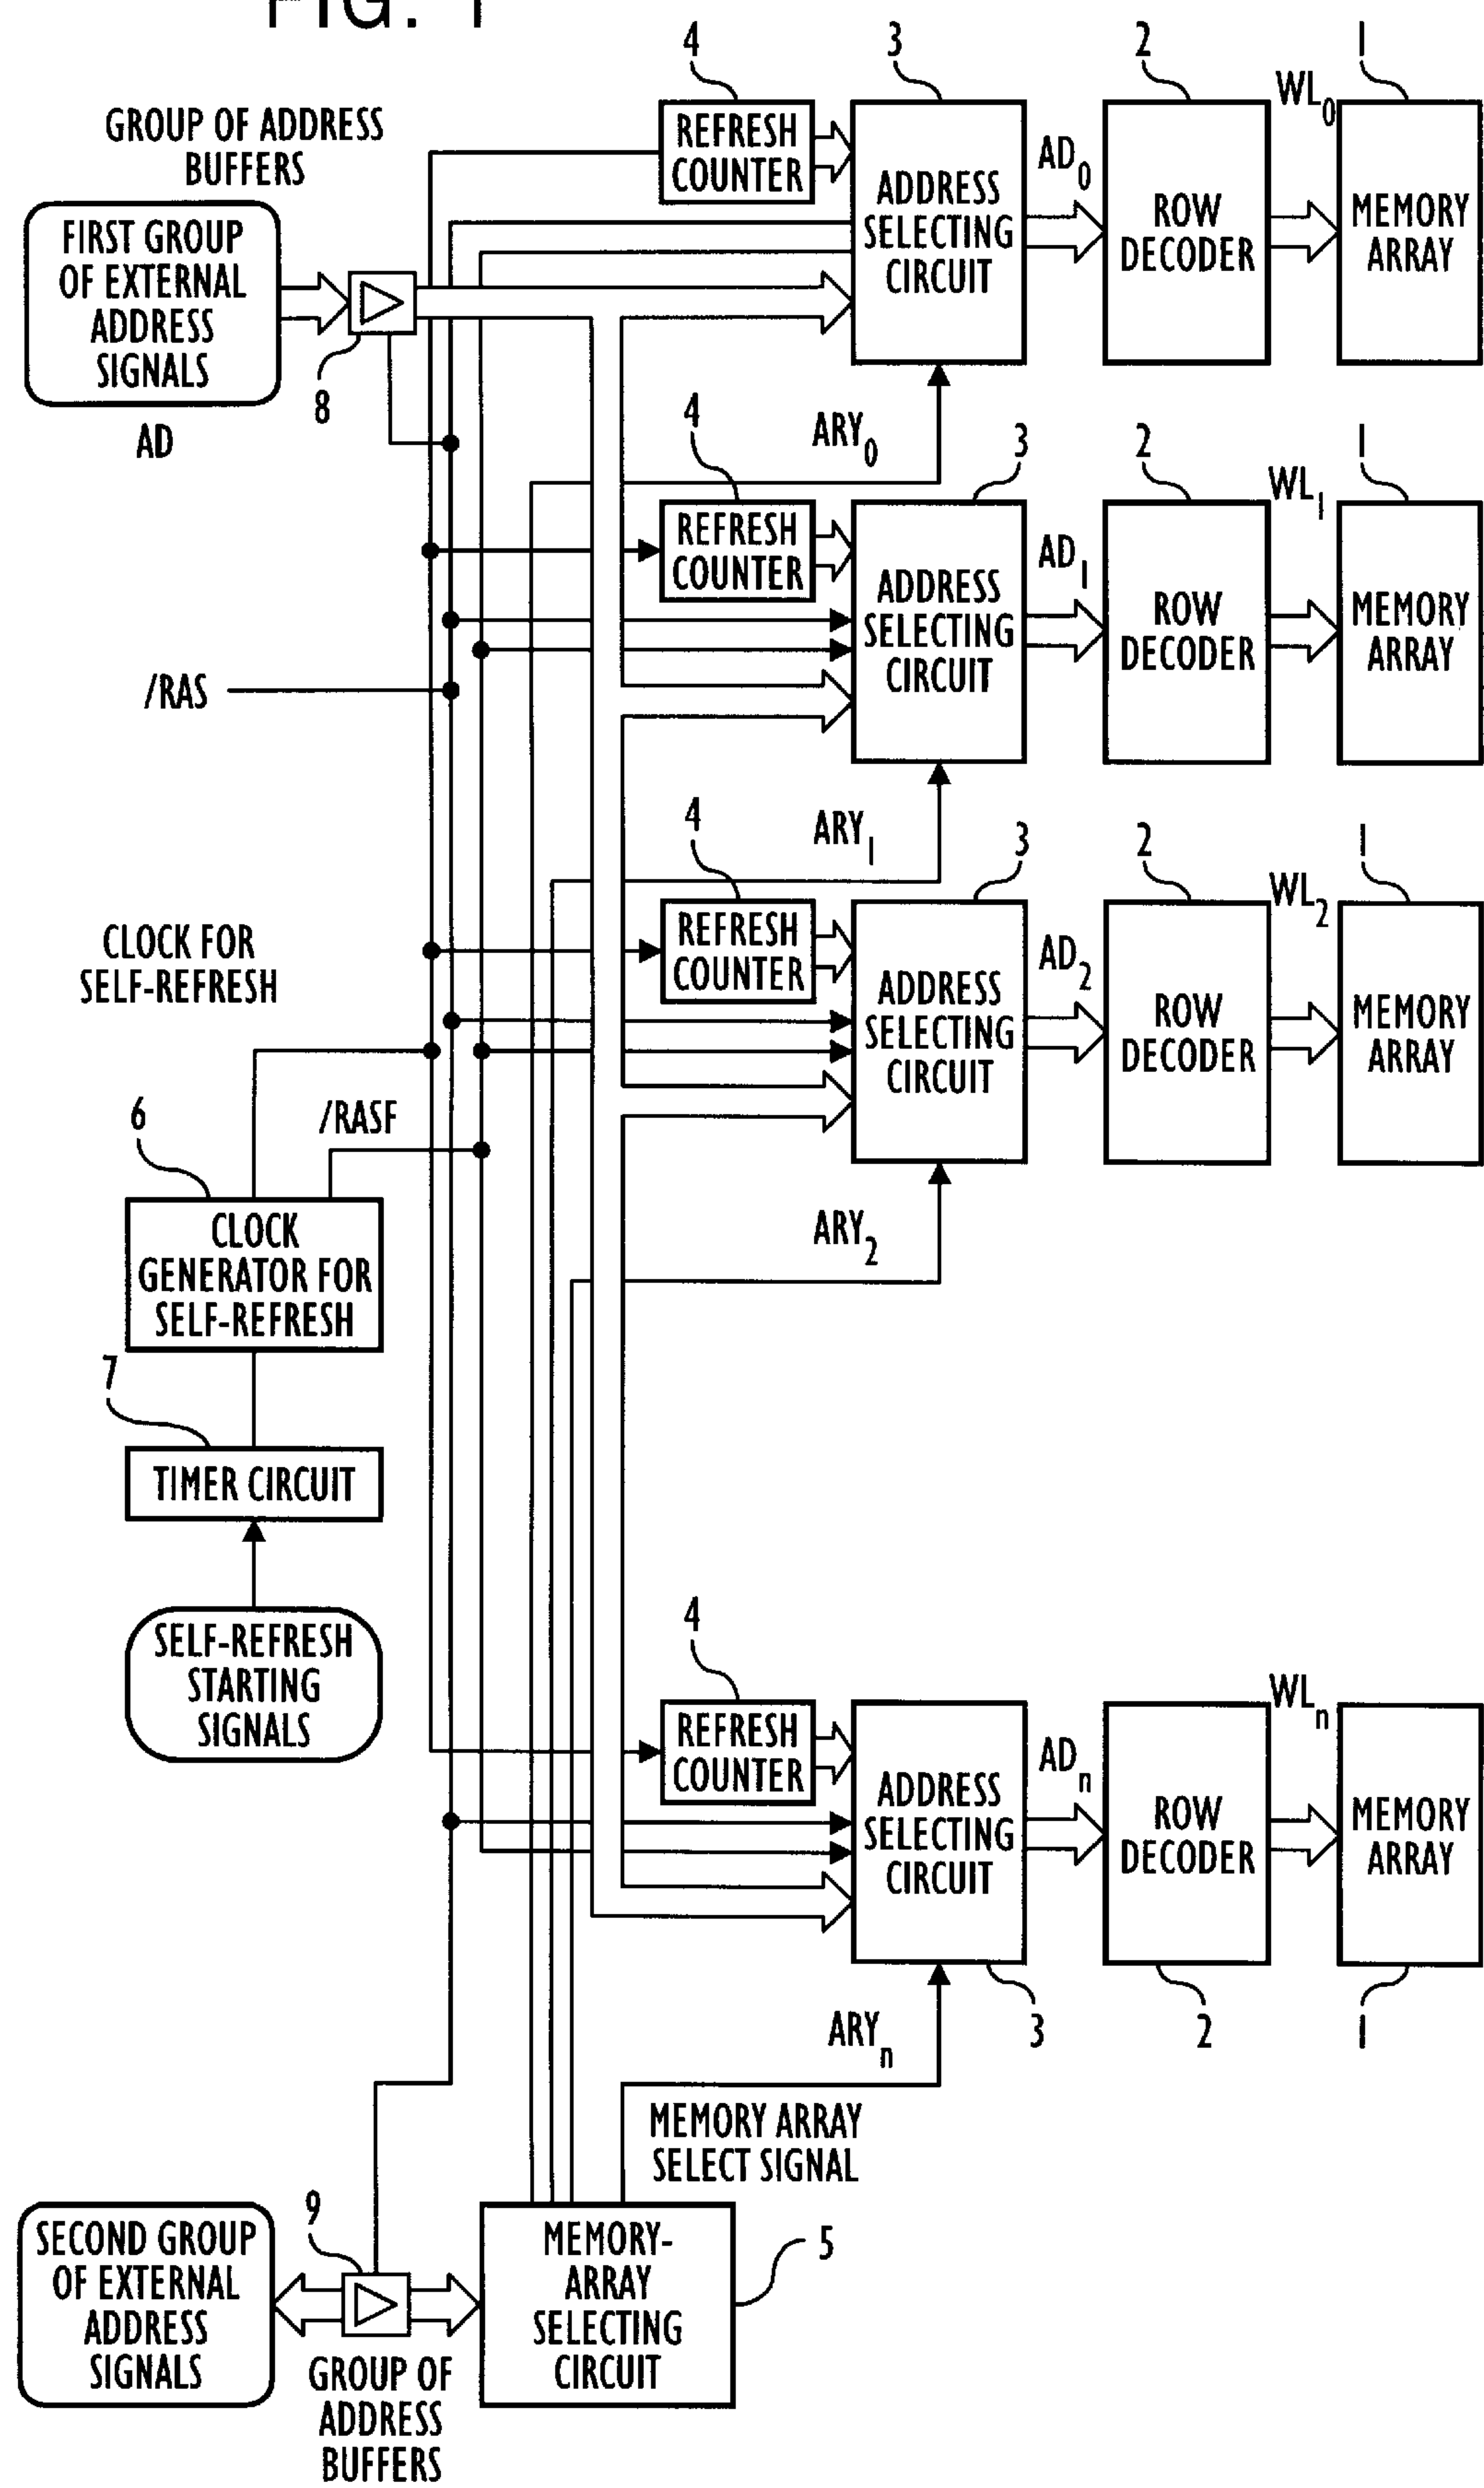 FIG. 1
4
3
2
1
GROUP OF ADDRESS
BUFFERS
REFRESH
COUNTER
ADDRESS
SELECTING
CIRCUIT
AD0
ROW
DECODER
WL0
MEMORY
ARRAY
FIRST GROUP
OF EXTERNAL
ADDRESS
SIGNALS
AD
8
ARY0
4
3
2
1
REFRESH
COUNTER
ADDRESS
SELECTING
CIRCUIT
AD1
ROW
DECODER
WL1
MEMORY
ARRAY
/RAS
ARY1
4
3
2
1
REFRESH
COUNTER
ADDRESS
SELECTING
CIRCUIT
AD2
ROW
DECODER
WL2
MEMORY
ARRAY
CLOCK FOR
SELF-REFRESH
/RASF
6
ARY2
CLOCK
GENERATOR FOR
SELF-REFRESH
7
TIMER CIRCUIT
SELF-REFRESH
STARTING
SIGNALS
4
REFRESH
COUNTER
ADDRESS
SELECTING
CIRCUIT
ADn
ROW
DECODER
WLn
MEMORY
ARRAY
ARYn
3
2
1
MEMORY ARRAY
SELECT SIGNAL
SECOND GROUP
OF EXTERNAL
ADDRESS
SIGNALS
9
GROUP OF
ADDRESS
BUFFERS
MEMORY-
ARRAY
SELECTING
CIRCUIT
5